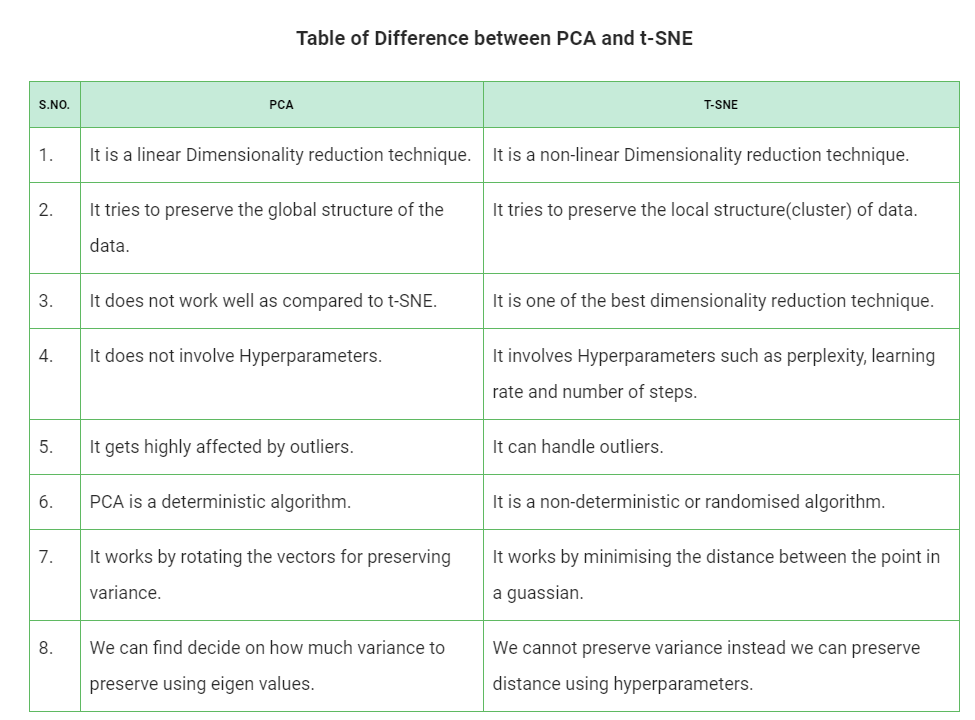 Table of Difference between PCA and t-SNE
S.NO. PCA T-SNE
1. It is a linear Dimensionality reduction technique. It is a non-linear Dimensionality reduction technique.
2. It tries to preserve the global structure of the It tries to preserve the local structure(cluster) of data.
data.
3. It does not work well as compared to t-SNE. It is one of the best dimensionality reduction technique.
4. It does not involve Hyperparameters. It involves Hyperparameters such as perplexity, learning
rate and number of steps.
5. It gets highly affected by outliers. It can handle outliers.
6. PCA is a deterministic algorithm. It is a non-deterministic or randomised algorithm.
7. It works by rotating the vectors for preserving It works by minimising the distance between the point in
variance. a guassian.
8. We can find decide on how much variance to We cannot preserve variance instead we can preserve
preserve using eigen values. distance using hyperparameters.